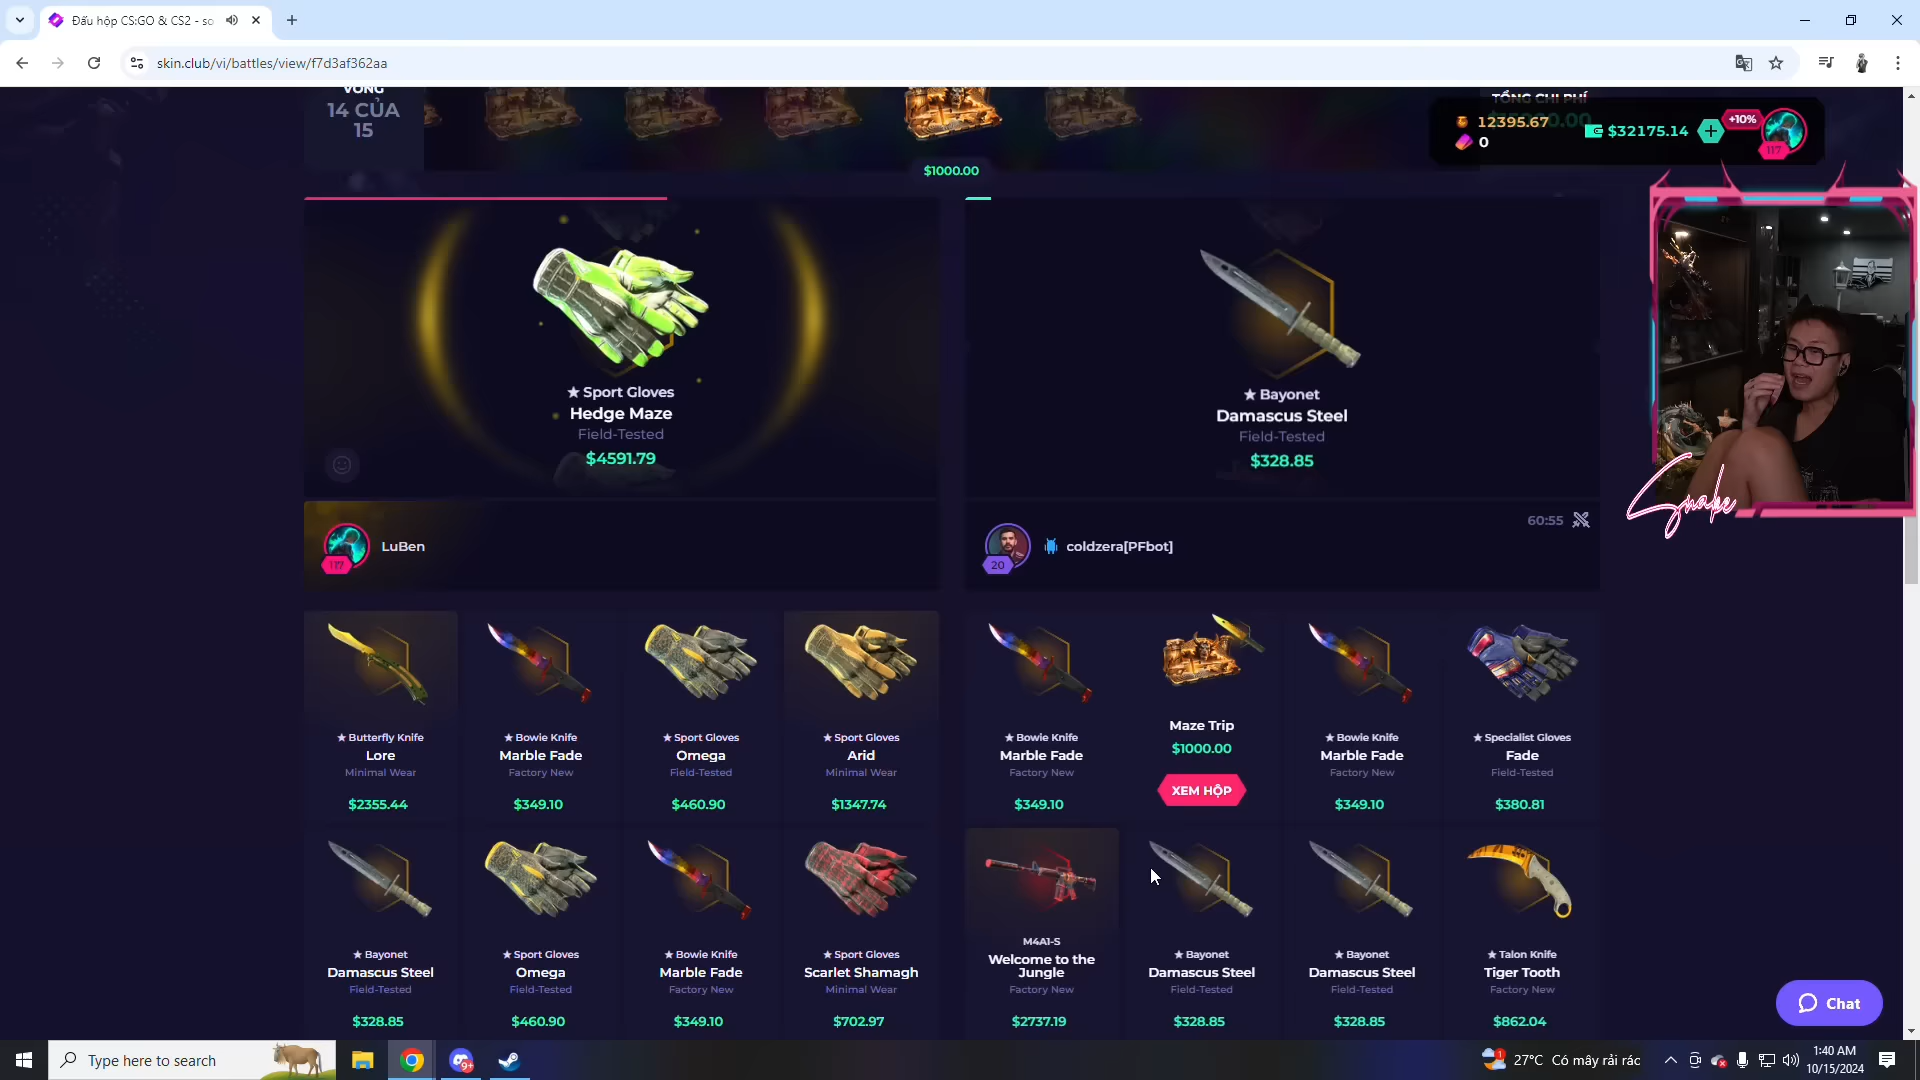 Đấu hộp CS:GO & CS2 - so
skin.club/vi/battles/view/f7d3af362aa
VÒNG
14 CỦA
15
$1000.00
TỔNG CHI PHÍ
12395.67
0
$32175.14
+10%
117
★ Sport Gloves
Hedge Maze
Field-Tested
$4591.79
★ Bayonet
Damascus Steel
Field-Tested
$328.85
Snake
LuBen
117
60:55
coldzera[PFbot]
20
★ Butterfly Knife
Lore
Minimal Wear
$2355.44
★ Bowie Knife
Marble Fade
Factory New
$349.10
★ Sport Gloves
Omega
Field-Tested
$460.90
★ Sport Gloves
Arid
Minimal Wear
$1347.74
★ Bowie Knife
Marble Fade
Factory New
$349.10
Maze Trip
$1000.00
XEM HỘP
★ Bowie Knife
Marble Fade
Factory New
$349.10
★ Specialist Gloves
Fade
Field-Tested
$380.81
★ Bayonet
Damascus Steel
Field-Tested
$328.85
★ Sport Gloves
Omega
Field-Tested
$460.90
★ Bowie Knife
Marble Fade
Factory New
$349.10
★ Sport Gloves
Scarlet Shamagh
Minimal Wear
$702.97
M4A1-S
Welcome to the
Jungle
Factory New
$2737.19
★ Bayonet
Damascus Steel
Field-Tested
$328.85
★ Bayonet
Damascus Steel
Field-Tested
$328.85
★ Talon Knife
Tiger Tooth
Factory New
$862.04
Chat
Type here to search
9+
1
27°C Có mây rải rác
1:40 AM
10/15/2024